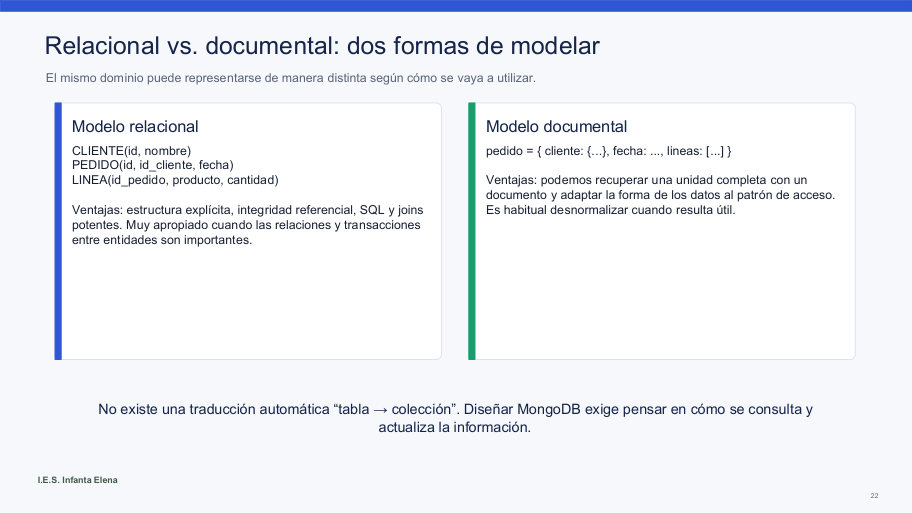 Relacional vs. documental: dos formas de modelar
El mismo dominio puede representarse de manera distinta según cómo se vaya a utilizar.
Modelo relacional
CLIENTE(id, nombre)
PEDIDO(id, id_cliente, fecha)
LINEA(id_pedido, producto, cantidad)
Ventajas: estructura explícita, integridad referencial, SQL y joins
potentes. Muy apropiado cuando las relaciones y transacciones
entre entidades son importantes.
Modelo documental
pedido = { cliente: {...}, fecha: ..., lineas: [...] }
Ventajas: podemos recuperar una unidad completa con un
documento y adaptar la forma de los datos al patrón de acceso.
Es habitual desnormalizar cuando resulta útil.
No existe una traducción automática “tabla → colección”. Diseñar MongoDB exige pensar en cómo se consulta y
actualiza la información.
I.E.S. Infanta Elena
22